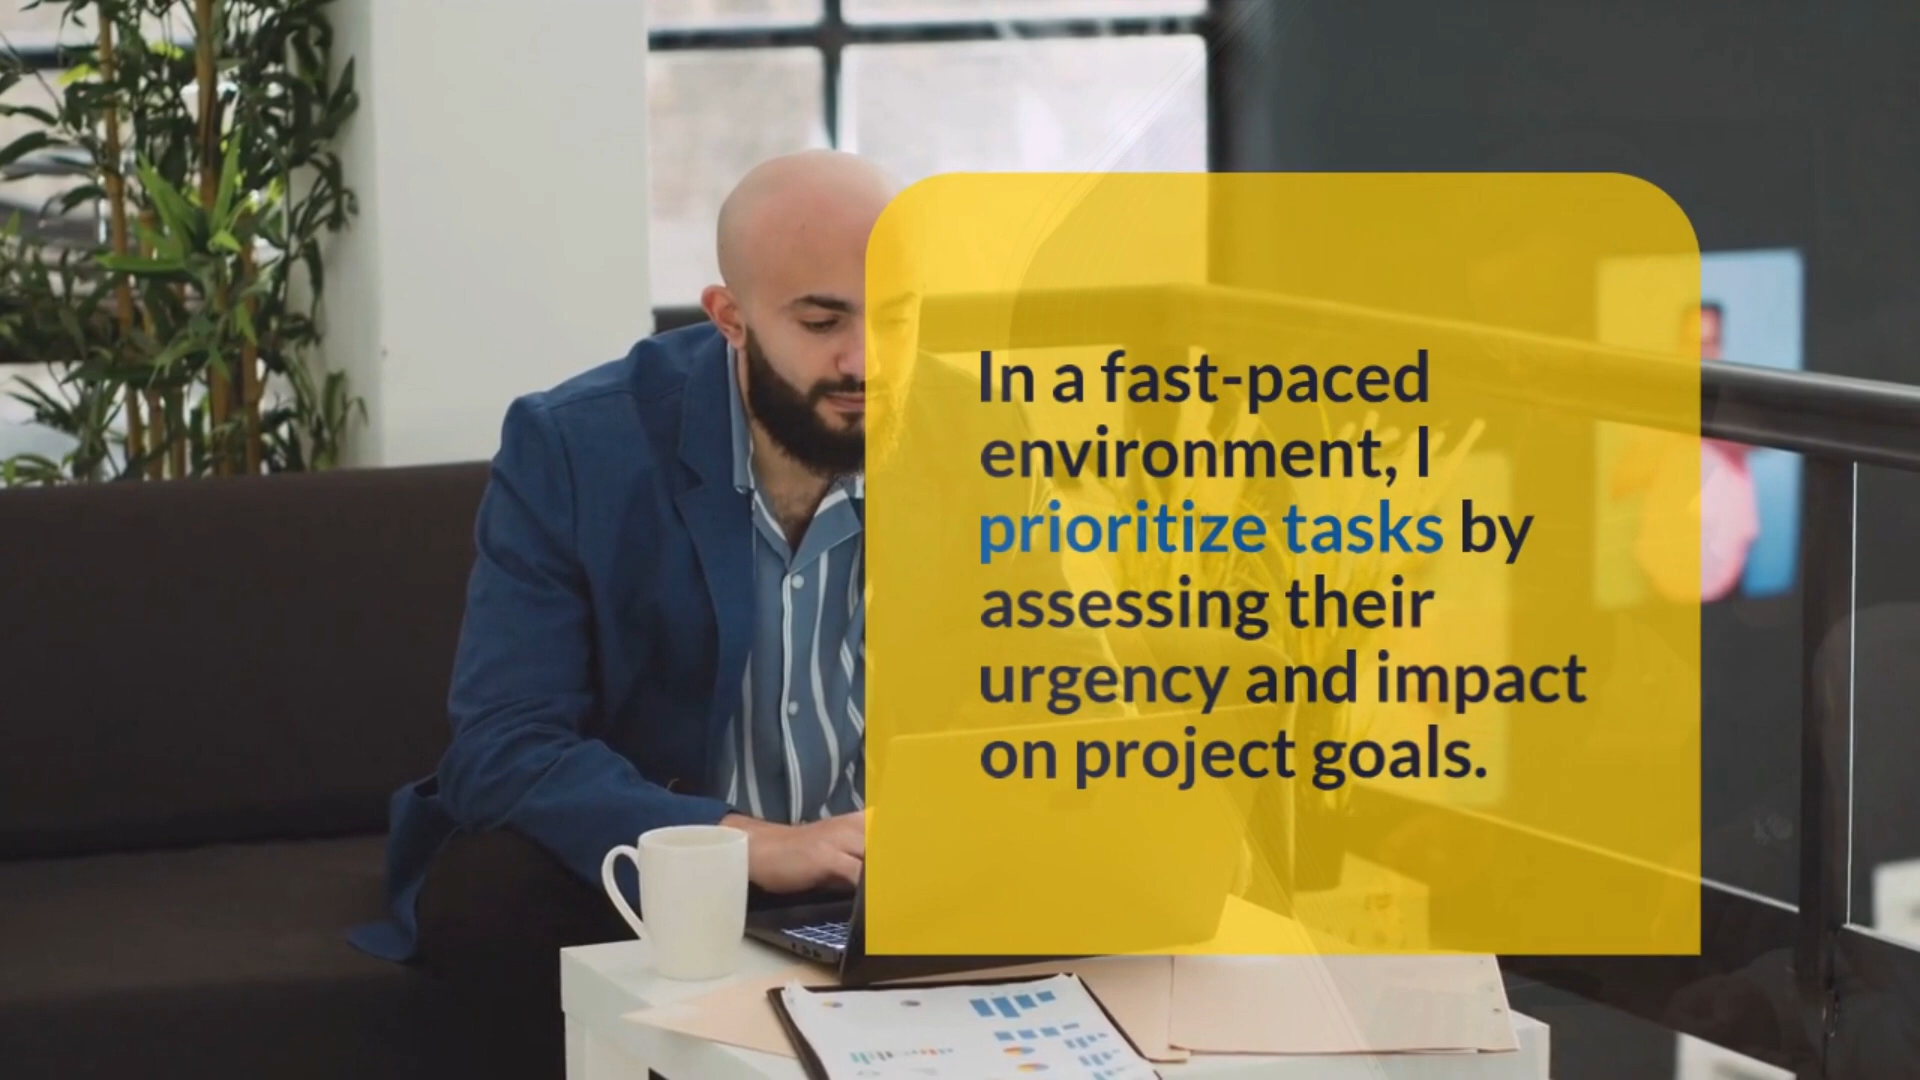 In a fast-paced
environment, I
prioritize tasks by
assessing their
urgency and impact
on project goals.